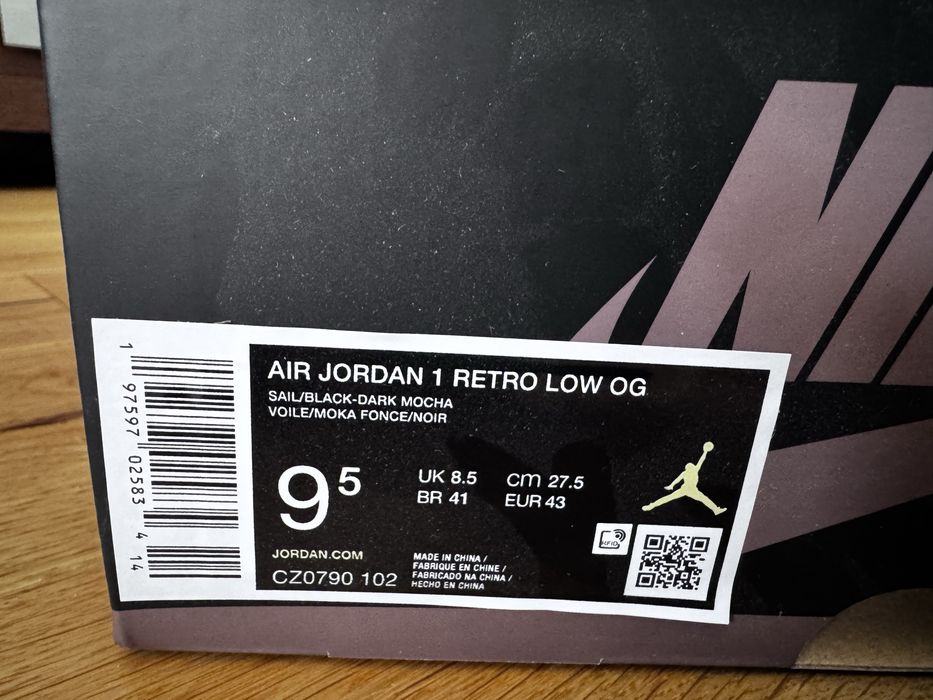 AIR JORDAN 1 RETRO LOW OG
SAIL/BLACK-DARK MOCHA
VOILE/MOKA FONCE/NOIR
9⁵
UK 8.5
CM 27.5
BR 41
EUR 43
JORDAN.COM
CZ0790 102
MADE IN CHINA /
FABRIQUE EN CHINE /
FABRICADO NA CHINA /
HECHO EN CHINA
RFID
1 97597 02583 4 14